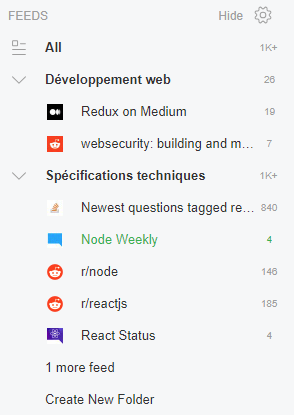 FEEDS Hide
All 1K+
Développement web 26
Redux on Medium 19
websecurity: building and m... 7
Spécifications techniques 1K+
Newest questions tagged re... 840
Node Weekly 4
r/node 146
r/reactjs 185
React Status 4
1 more feed
Create New Folder